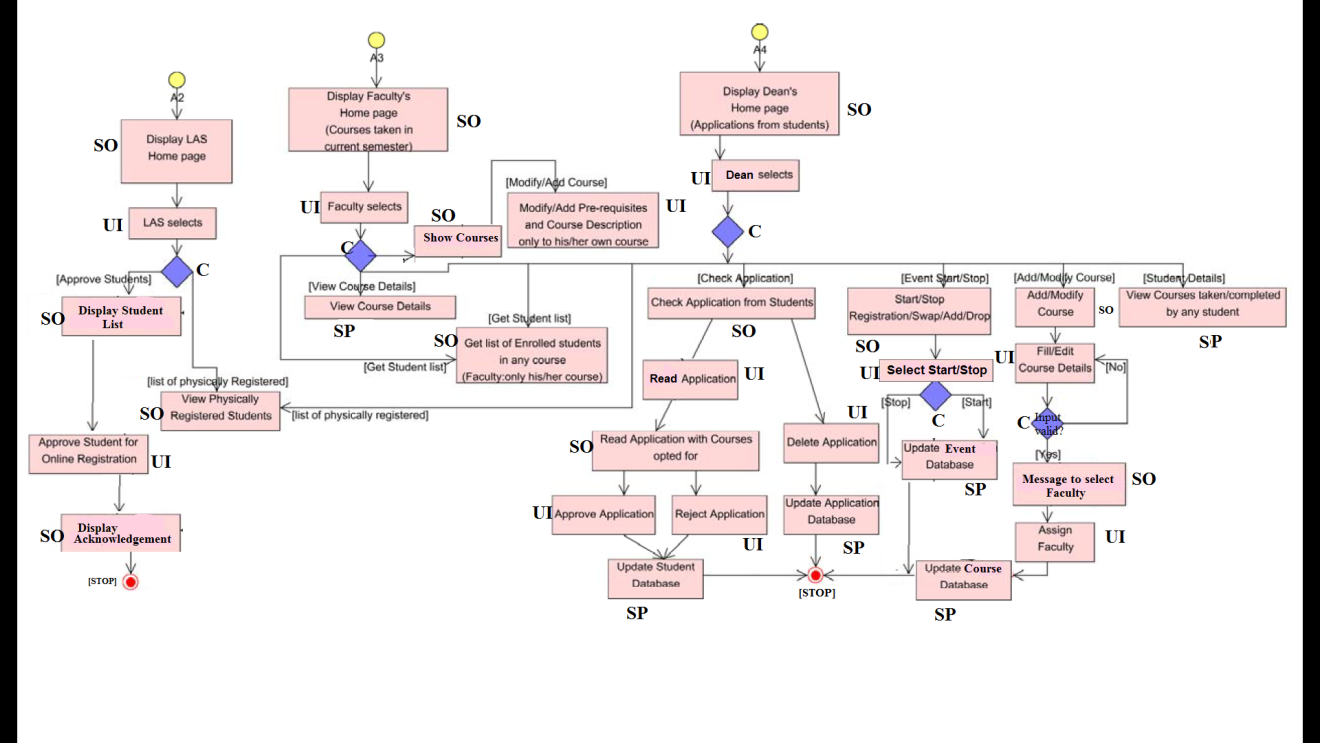 A2
SO
Display LAS
Home page
UI
LAS selects
C
[Approve Students]
SO
Display Student
List
[list of physically Registered]
SO
View Physically
Registered Students
Approve Student for
Online Registration
UI
SO
Display
Acknowledgement
[STOP]
A3
Display Faculty's
Home page
(Courses taken in
current semester)
SO
UI
Faculty selects
C
SO
Show Courses
[Modify/Add Course]
Modify/Add Pre-requisites
and Course Description
only to his/her own course
UI
[View Course Details]
View Course Details
SP
[Get Student list]
SO
Get list of Enrolled students
in any course
(Faculty:only his/her course)
[Get Student list]
[list of physically registered]
A4
Display Dean's
Home page
(Applications from students)
SO
UI
Dean selects
C
[Check Application]
Check Application from Students
SO
Read Application
UI
SO
Read Application with Courses
opted for
UI
Approve Application
Reject Application
UI
Update Student
Database
SP
UI
Delete Application
Update Application
Database
SP
[STOP]
[Event Start/Stop]
Start/Stop
Registration/Swap/Add/Drop
SO
UI
Select Start/Stop
[Stop]
[Start]
C
Update Event
Database
SP
[Add/Modify Course]
Add/Modify
Course
SO
UI
Fill/Edit
Course Details
[No]
C
Input
valid?
[Yes]
Message to select
Faculty
SO
Assign
Faculty
UI
Update Course
Database
SP
[Student Details]
View Courses taken/completed
by any student
SP